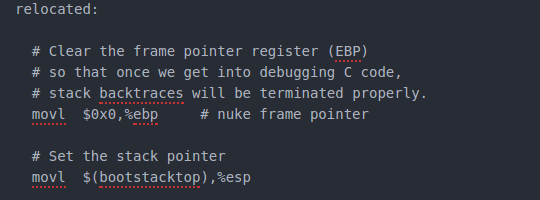 relocated:
# Clear the frame pointer register (EBP)
# so that once we get into debugging C code,
# stack backtraces will be terminated properly.
movl $0x0,%ebp # nuke frame pointer
# Set the stack pointer
movl $(bootstacktop),%esp